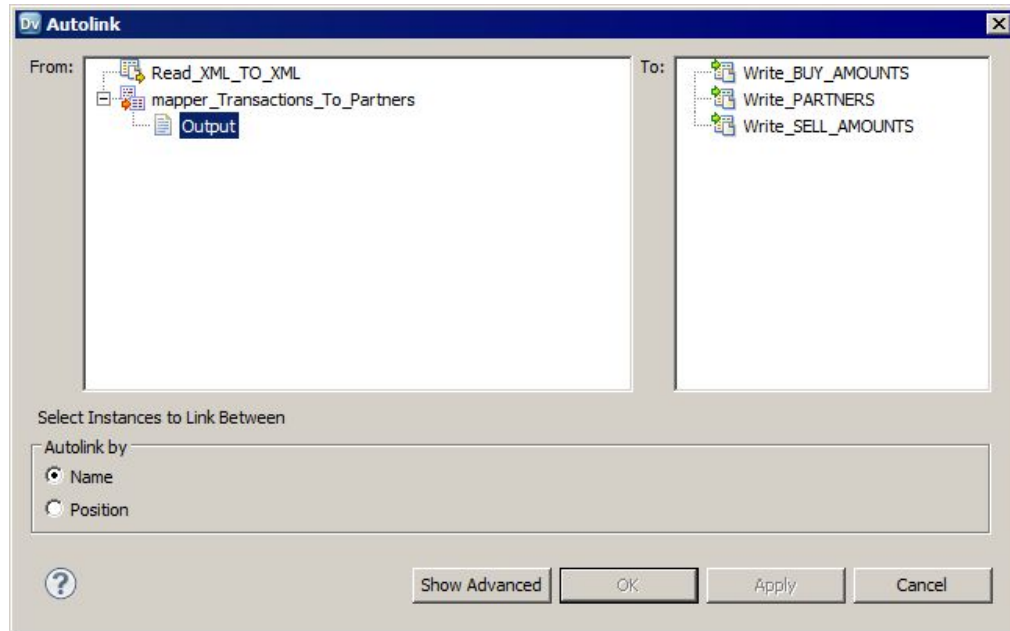 Dv Autolink
From:
Read_XML_TO_XML
mapper_Transactions_To_Partners
Output
To:
Write_BUY_AMOUNTS
Write_PARTNERS
Write_SELL_AMOUNTS
Select Instances to Link Between
Autolink by
Name
Position
?
Show Advanced
OK
Apply
Cancel